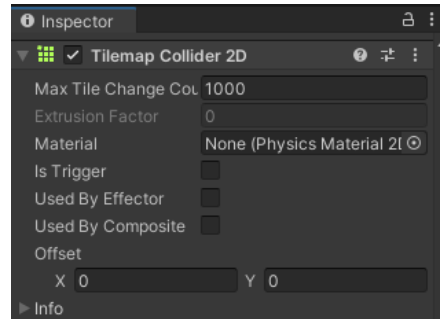 Inspector
Tilemap Collider 2D
Max Tile Change Cou 1000
Extrusion Factor 0
Material None (Physics Material 2D
Is Trigger
Used By Effector
Used By Composite
Offset
X 0 Y 0
Info